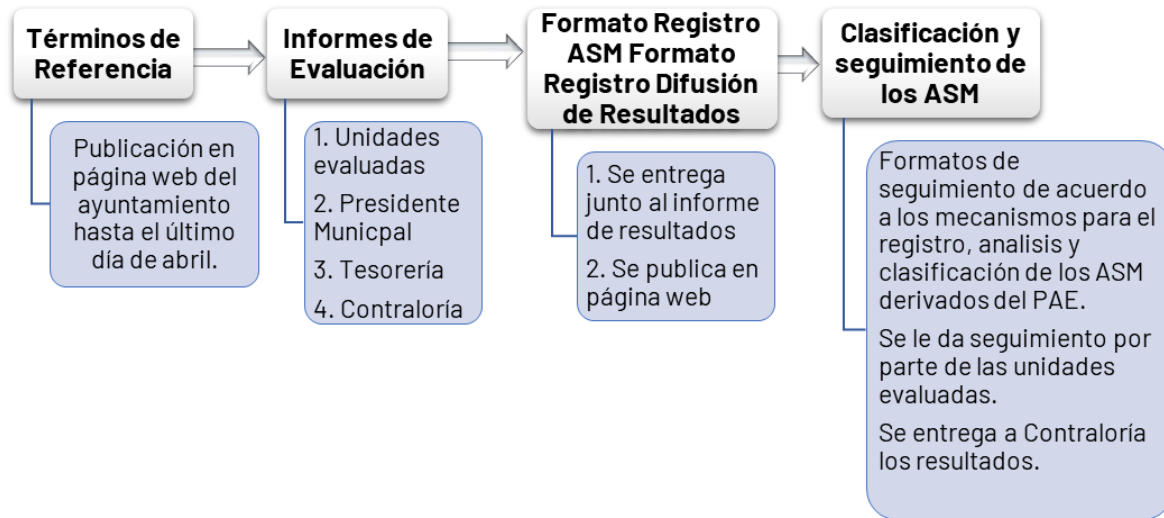 Términos de
Referencia
Publicación en
página web del
ayuntamiento
hasta el último
día de abril.
Informes de
Evaluación
1. Unidades
evaluadas
2. Presidente
Municpal
3. Tesorería
4. Contraloría
Formato Registro
ASM Formato
Registro Difusión
de Resultados
1. Se entrega
junto al informe
de resultados
2. Se publica en
página web
Clasificación y
seguimiento de
los ASM
Formatos de
seguimiento de acuerdo
a los mecanismos para el
registro, analisis y
clasificación de los ASM
derivados del PAE.
Se le da seguimiento por
parte de las unidades
evaluadas.
Se entrega a Contraloría
los resultados.